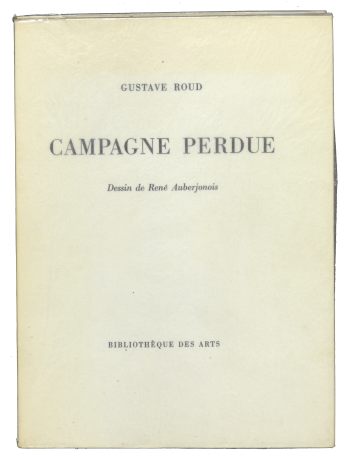 GUSTAVE ROUD
CAMPAGNE PERDUE
Dessin de René Auberjonois
BIBLIOTHÈQUE DES ARTS